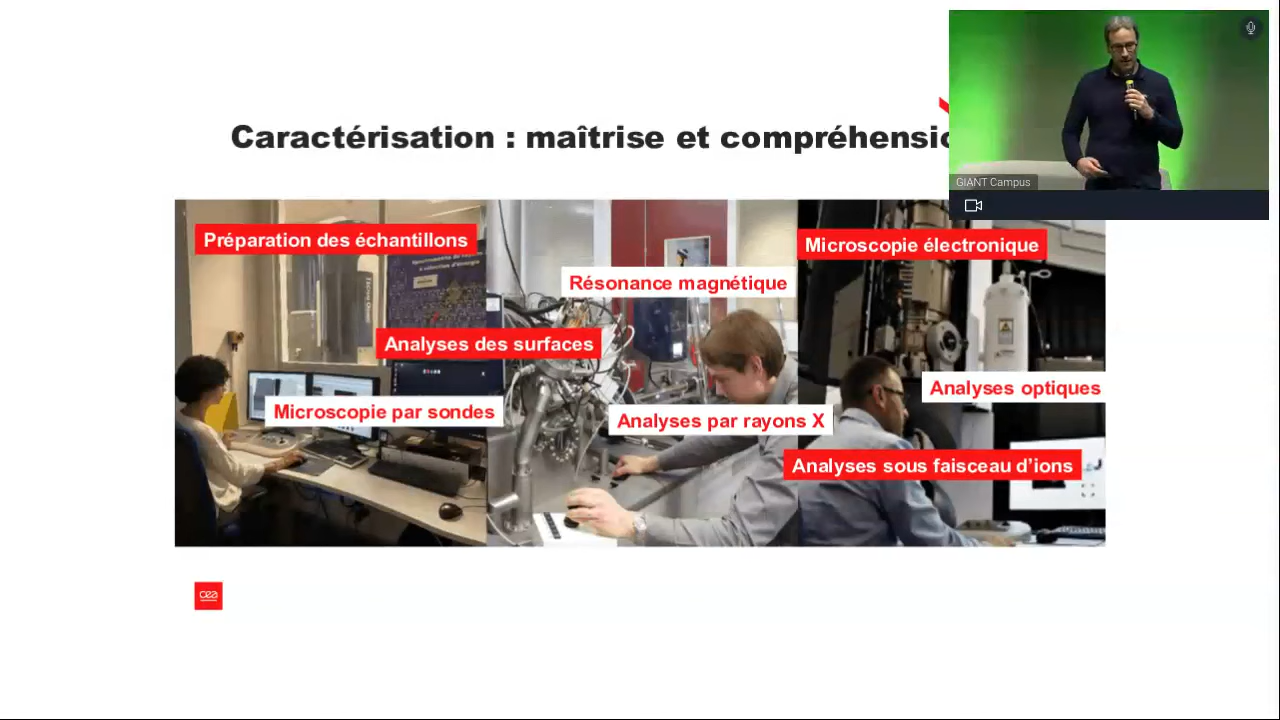 Caractérisation : maîtrise et compréhensio
GIANT Campus
Préparation des échantillons
Microscopie électronique
Résonance magnétique
Analyses des surfaces
Analyses optiques
Microscopie par sondes
Analyses par rayons X
Analyses sous faisceau d'ions
cea